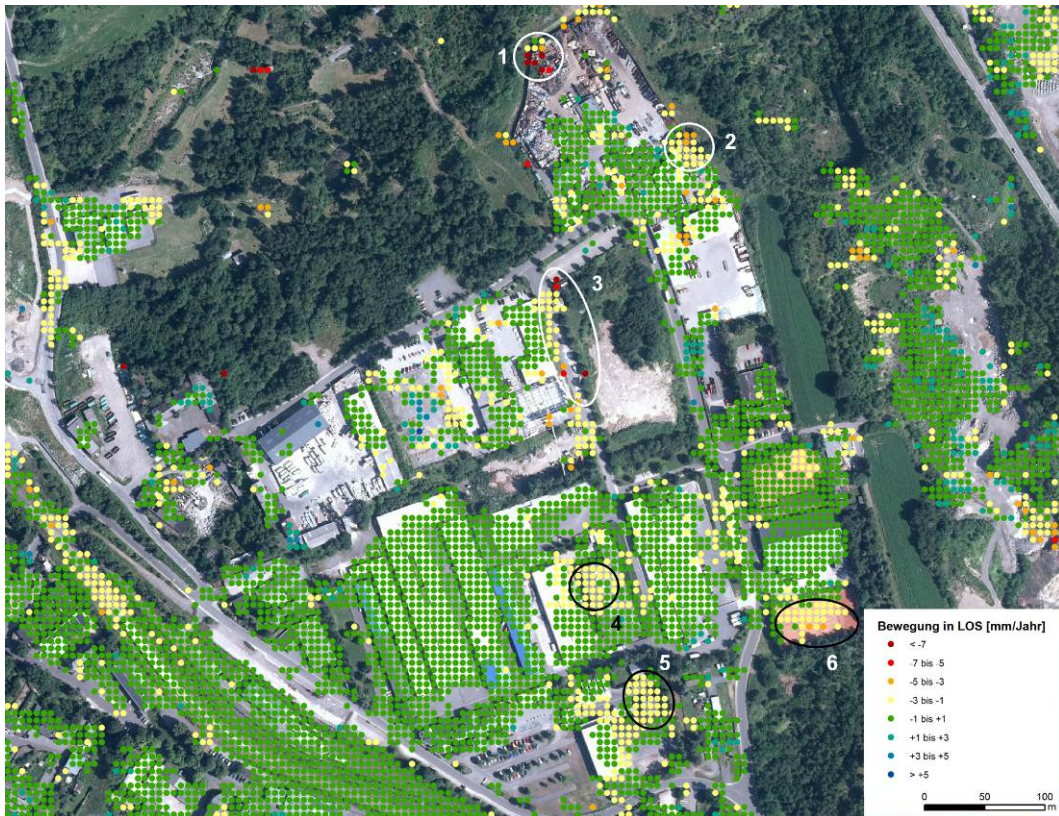 1
2
3
4
5
6
Bewegung in LOS [mm/Jahr]
< -7
-7 bis -5
-5 bis -3
-3 bis -1
-1 bis +1
+1 bis +3
+3 bis +5
> +5
0 50 100
m